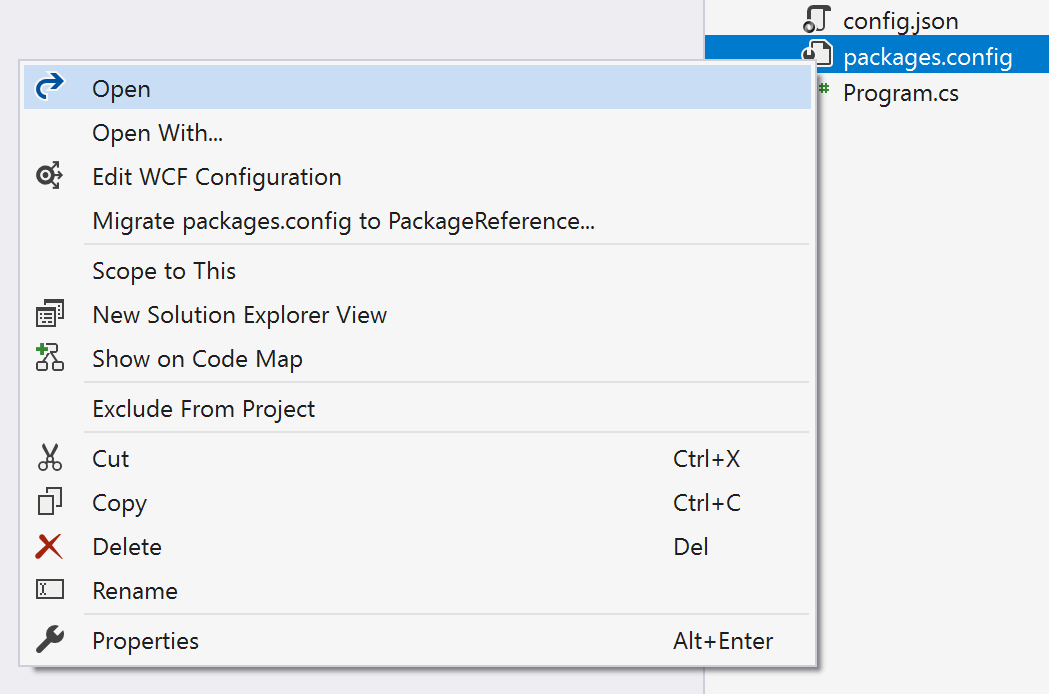 config.json
packages.config
Program.cs
Open
Open With...
Edit WCF Configuration
Migrate packages.config to PackageReference...
Scope to This
New Solution Explorer View
Show on Code Map
Exclude From Project
Cut Ctrl+X
Copy Ctrl+C
Delete Del
Rename
Properties Alt+Enter